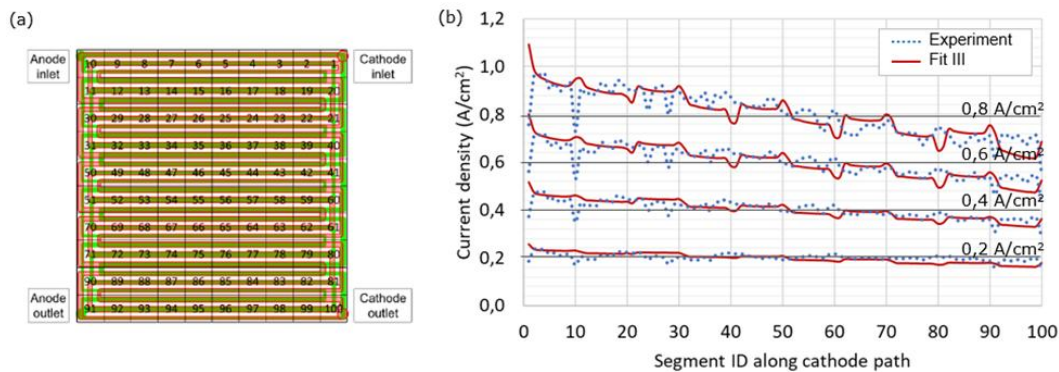 (a)
Anode inlet
Cathode inlet
10 9 8 7 6 5 4 3 2 1
11 12 13 14 15 16 17 18 19 20
30 29 28 27 26 25 24 23 22 21
31 32 33 34 35 36 37 38 39 40
50 49 48 47 46 45 44 43 42 41
51 52 53 54 55 56 57 58 59 60
70 69 68 67 66 65 64 63 62 61
71 72 73 74 75 76 77 78 79 80
90 89 88 87 86 85 84 83 82 81
91 92 93 94 95 96 97 98 99 100
Anode outlet
Cathode outlet
(b)
Current density (A/cm²)
1,2
1,0
0,8
0,6
0,4
0,2
0,0
Experiment
Fit III
0,8 A/cm²
0,6 A/cm²
0,4 A/cm²
0,2 A/cm²
0 10 20 30 40 50 60 70 80 90 100
Segment ID along cathode path